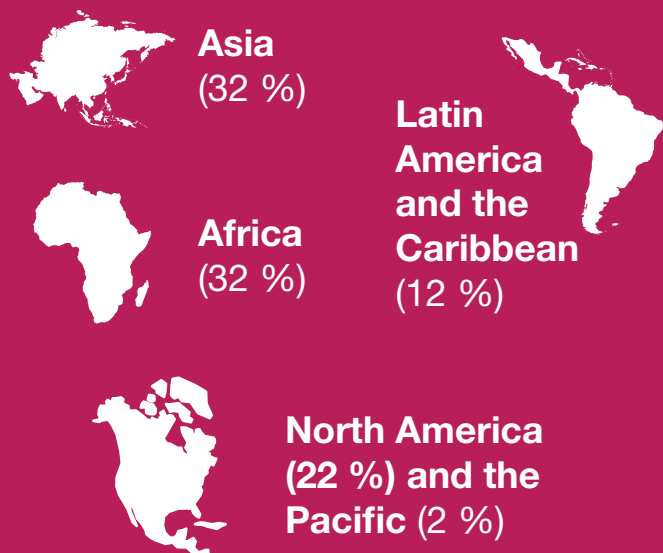 Asia
(32 %)
Latin
America
and the
Caribbean
(12 %)
Africa
(32 %)
North America
(22 %) and the
Pacific (2 %)